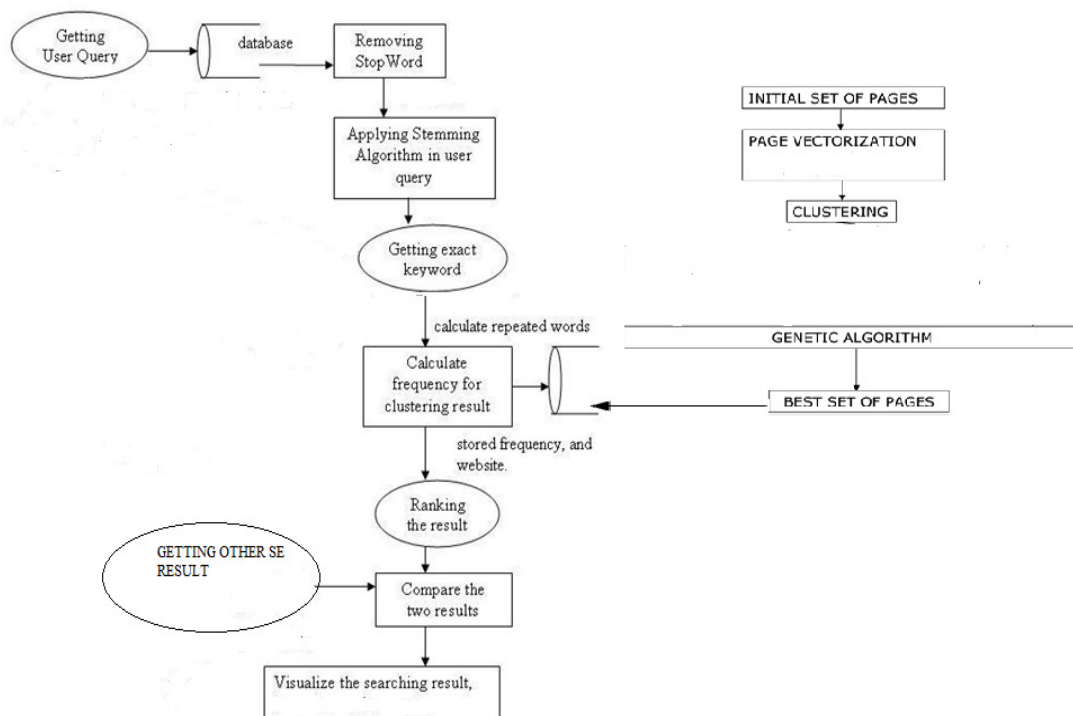 Getting
User Query
database
Removing
StopWord
Applying Stemming
Algorithm in user
query
Getting exact
keyword
calculate repeated words
Calculate
frequency for
clustering result
stored frequency, and
website.
Ranking
the result
GETTING OTHER SE
RESULT
Compare the
two results
Visualize the searching result,
INITIAL SET OF PAGES
PAGE VECTORIZATION
CLUSTERING
GENETIC ALGORITHM
BEST SET OF PAGES